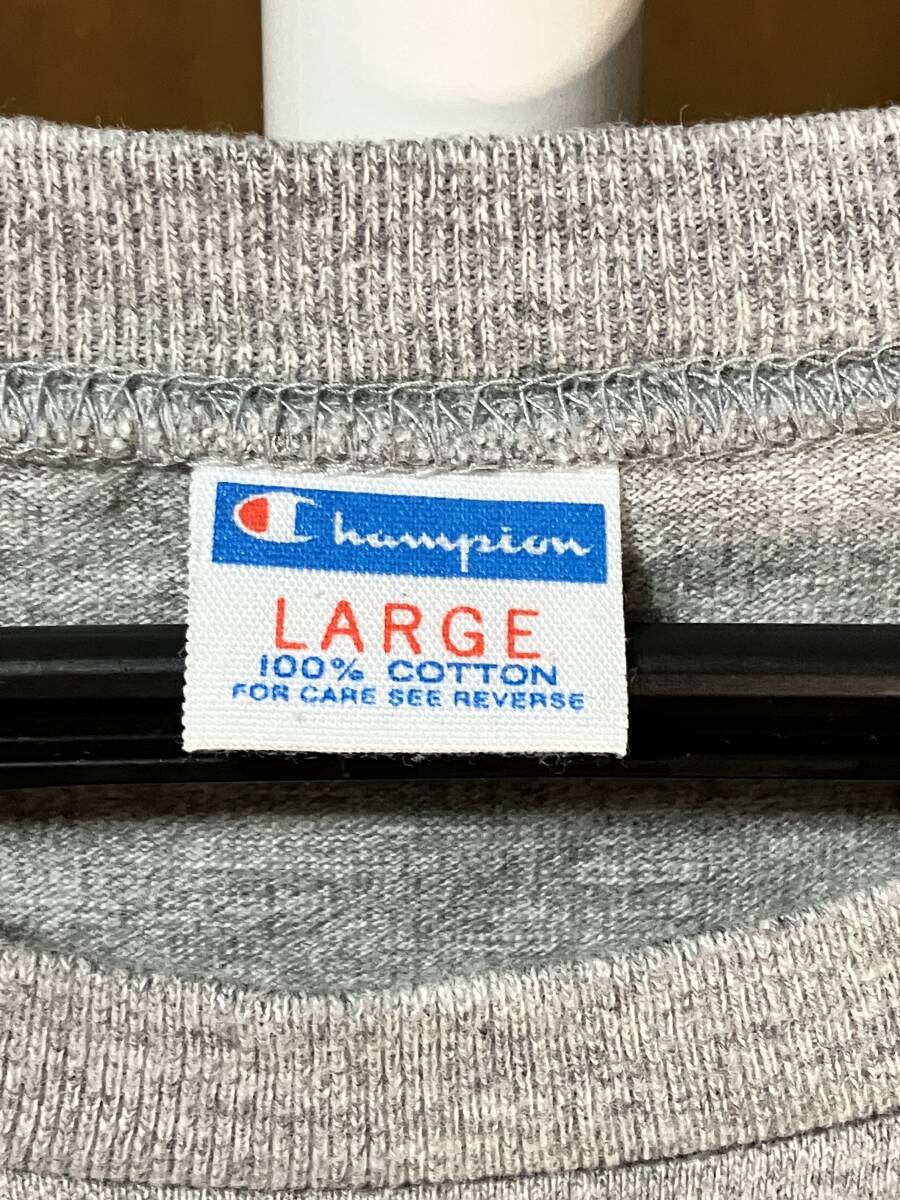 Champion
LARGE
100% COTTON
FOR CARE SEE REVERSE